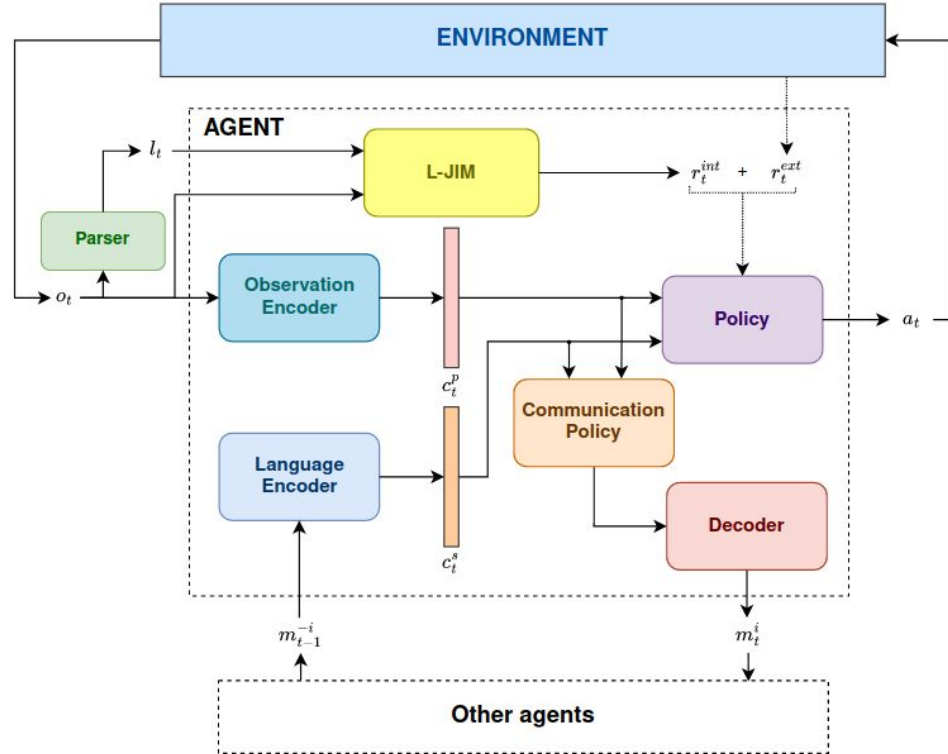 ENVIRONMENT
AGENT
l_t
L-JIM
r_t^{int} + r_t^{ext}
Parser
Observation
Encoder
o_t
Policy
a_t
c_t^p
Communication
Policy
Language
Encoder
Decoder
c_t^s
m_{t-1}^{-i}
m_t^i
Other agents